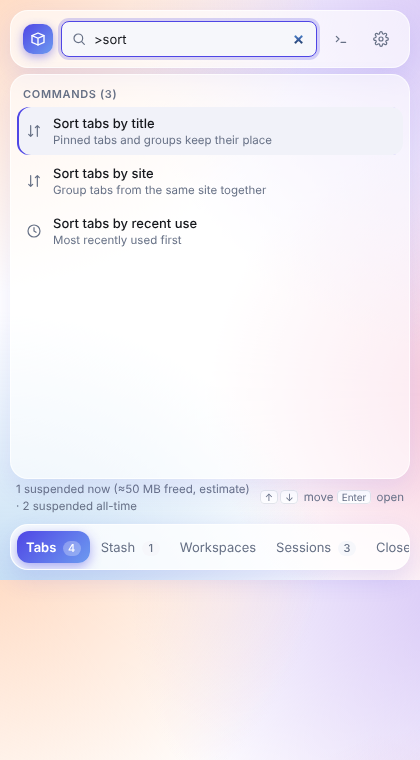 >sort
COMMANDS (3)
Sort tabs by title
Pinned tabs and groups keep their place
Sort tabs by site
Group tabs from the same site together
Sort tabs by recent use
Most recently used first
1 suspended now (≈50 MB freed, estimate)
· 2 suspended all-time
↑ ↓ move Enter open
Tabs 4 Stash 1 Workspaces Sessions 3 Close